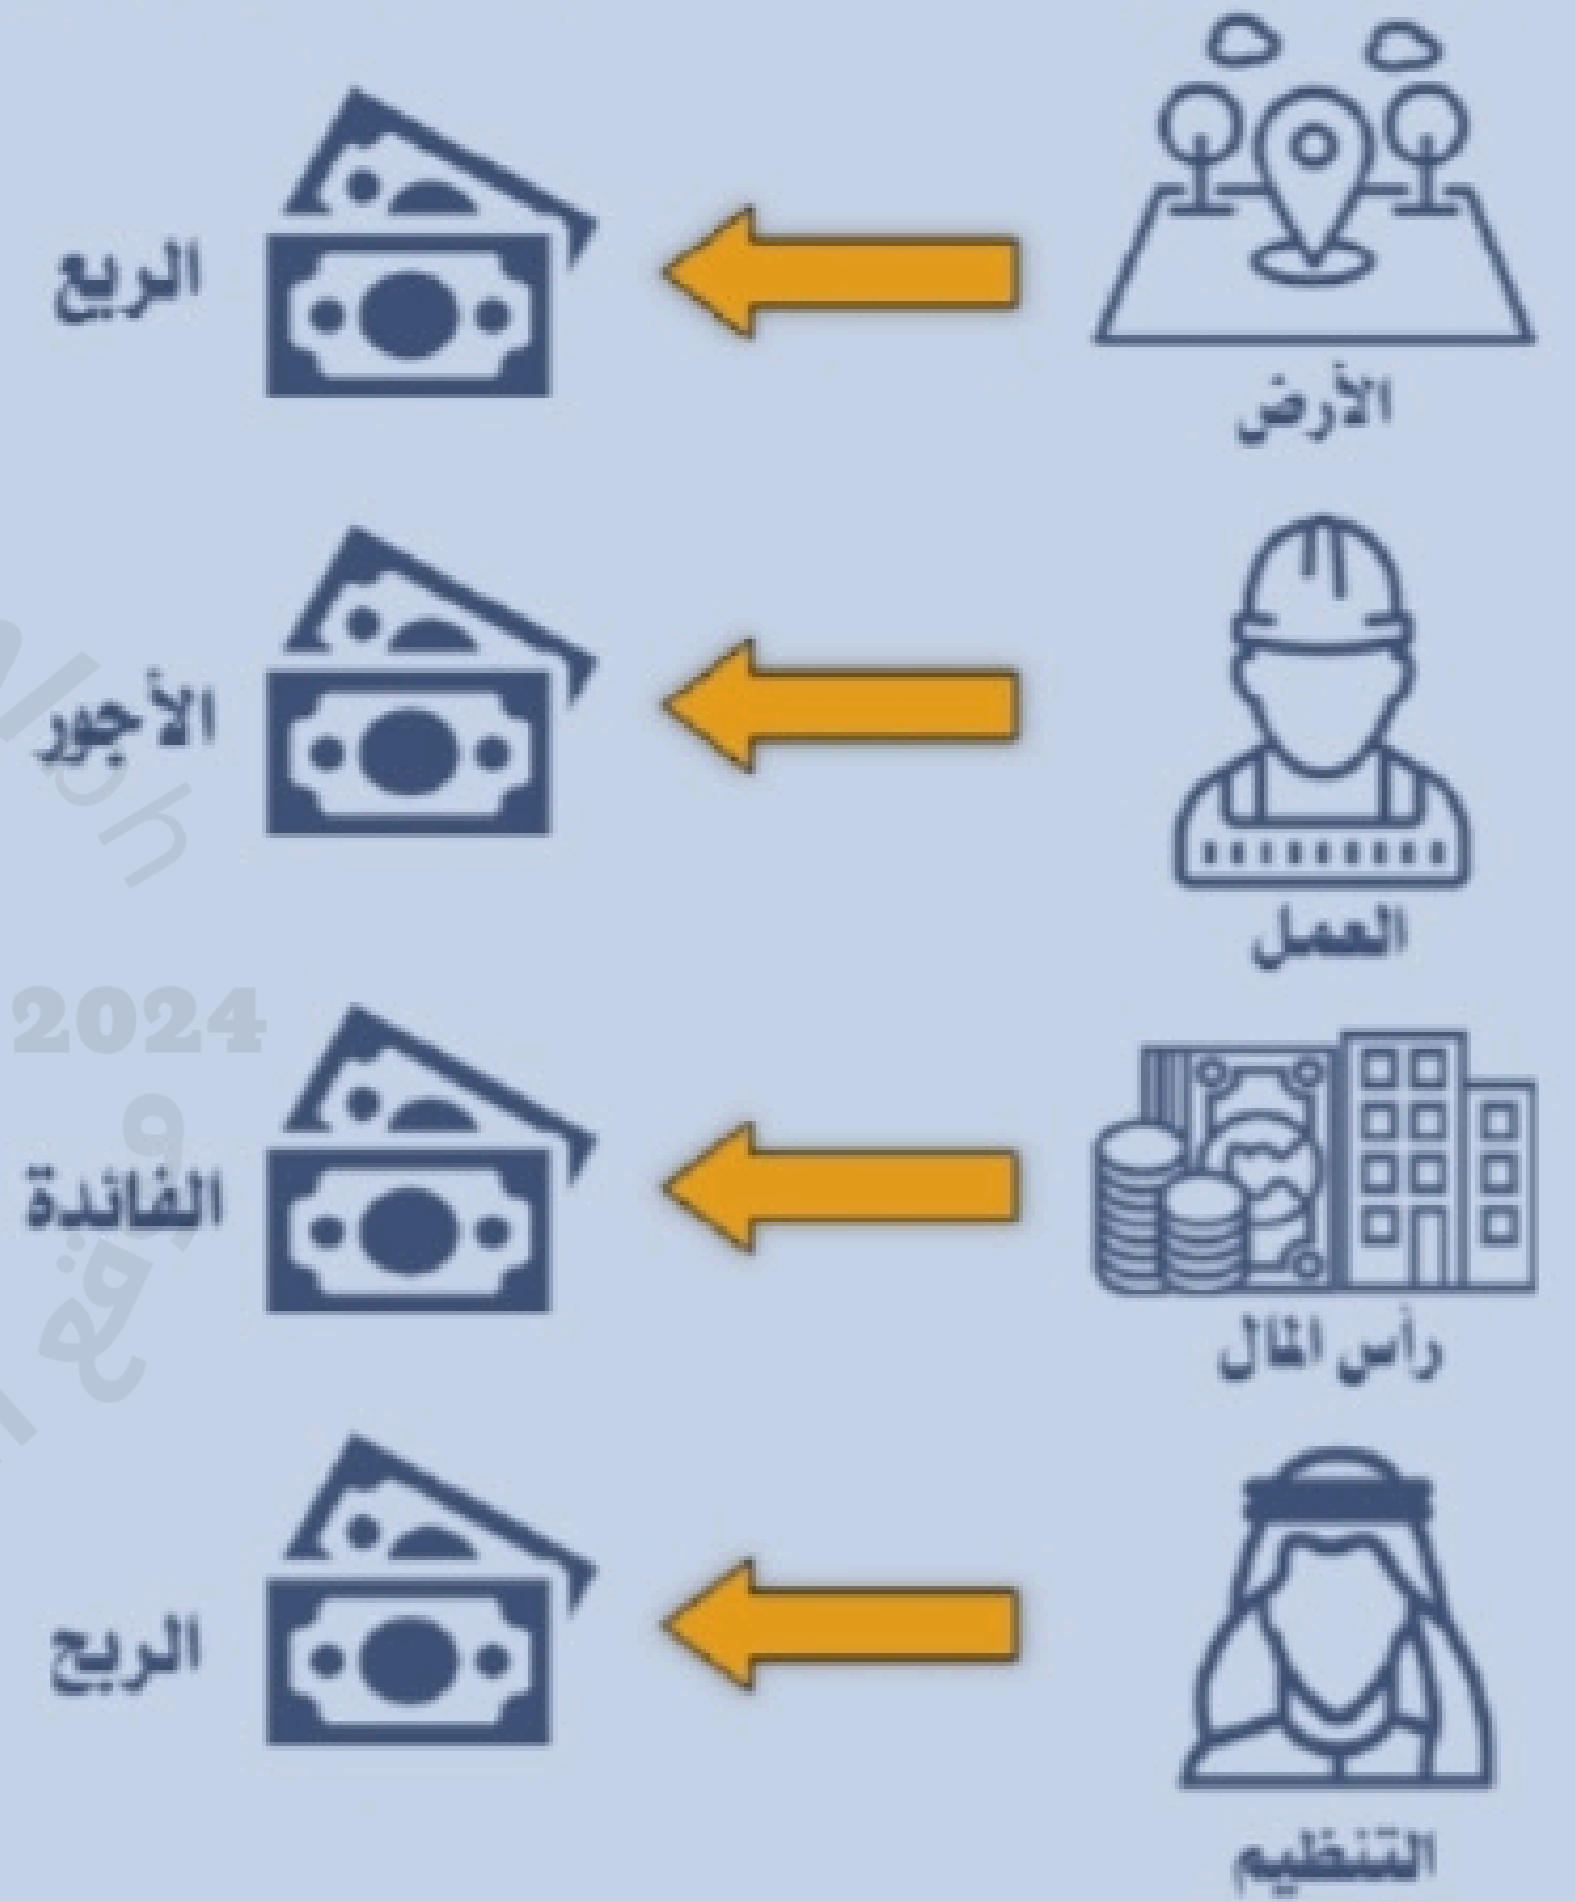 الأرض
الريع
العمل
الأجور
2024
رأس المال
الفائدة
التنظيم
الربح